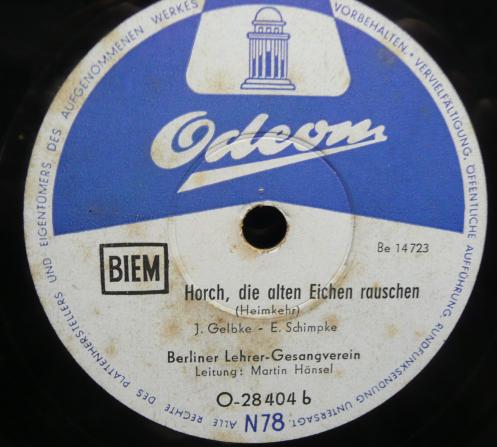 ALLE RECHTE DES PLATTENHERSTELLERS UND EIGENTÜMERS DES AUFGENOMMENEN WERKES VORBEHALTEN. • VERVIELFÄLTIGUNG, ÖFFENTLICHE AUFFÜHRUNG, RUNDFUNKSENDUNG UNTERSAGT.
Odeon
Be 14723
BIEM
Horch, die alten Eichen rauschen
(Heimkehr)
J. Gelbke - E. Schimpke
Berliner Lehrer-Gesangverein
Leitung: Martin Hänsel
O-28404 b
N78